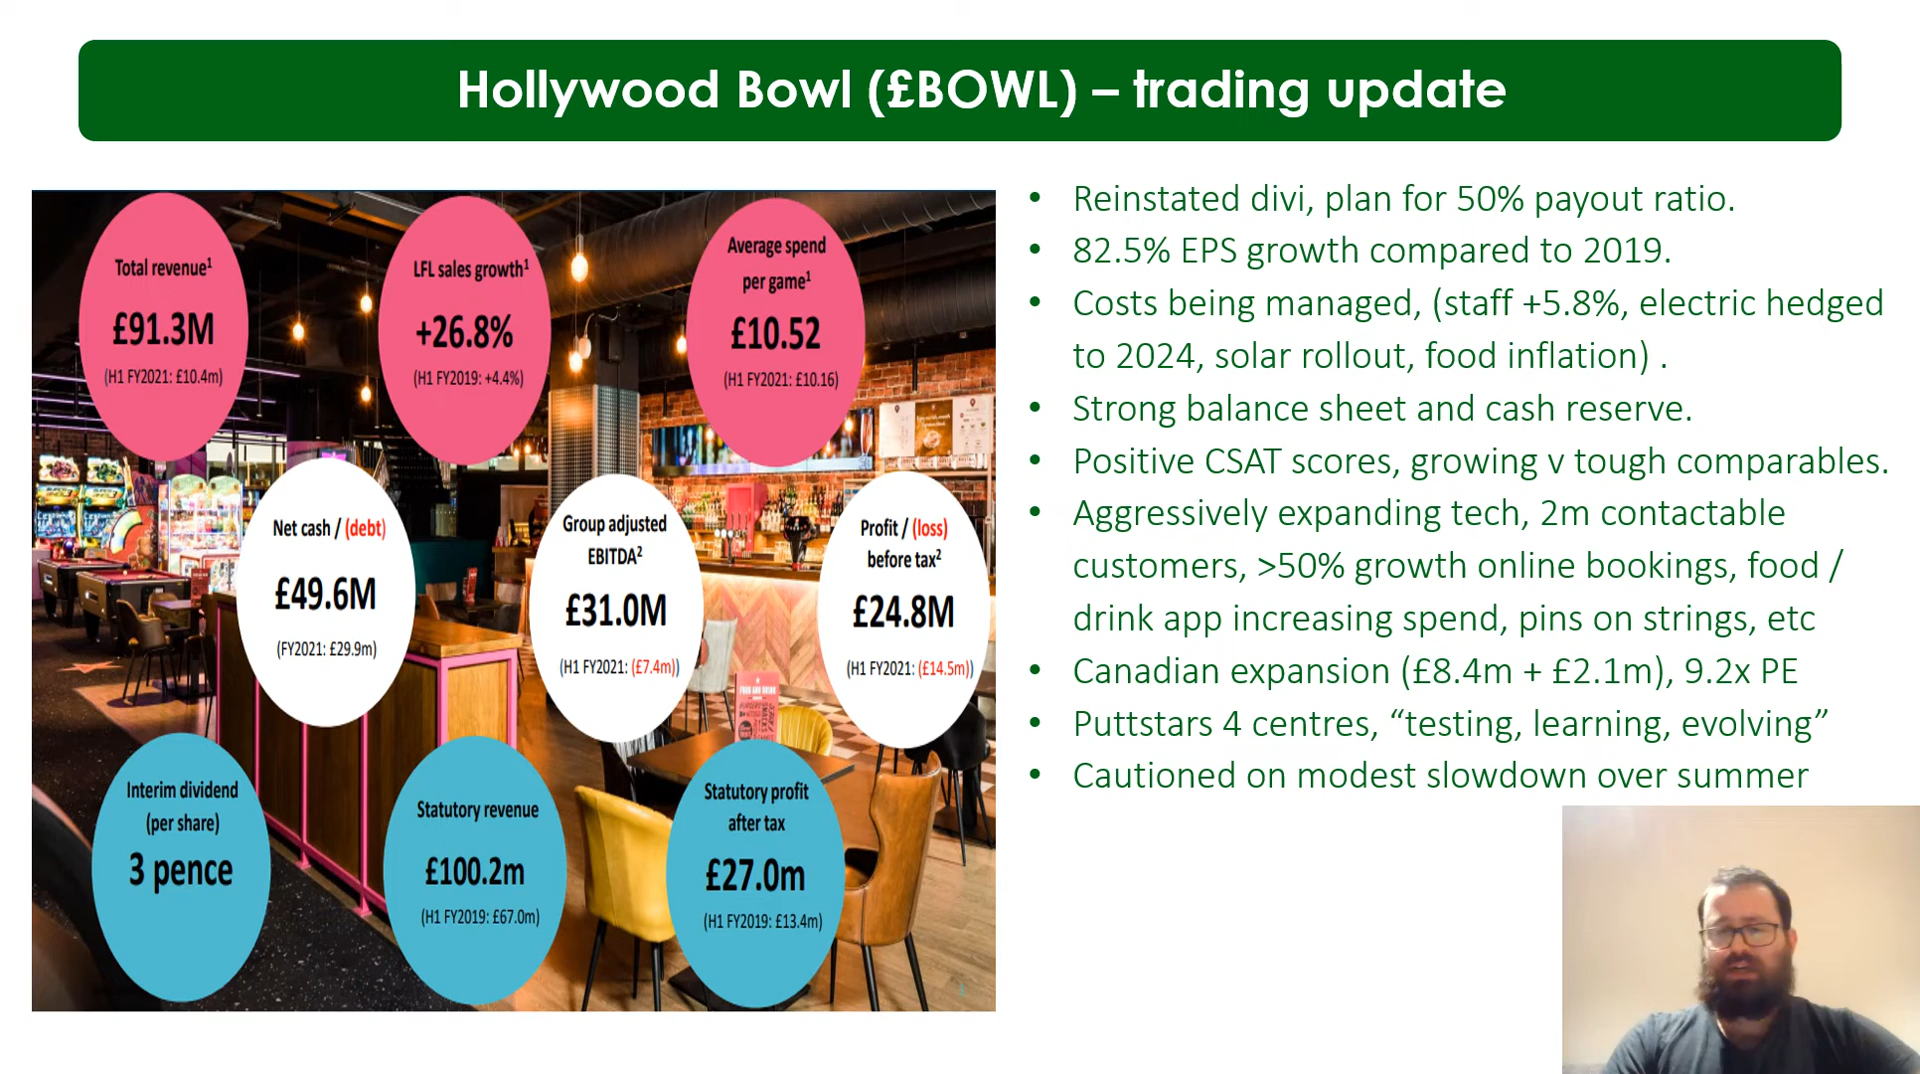 Hollywood Bowl (£BOWL) – trading update
Total revenue¹
£91.3M
(H1 FY2021: £10.4m)
LFL sales growth¹
+26.8%
(H1 FY2019: +4.4%)
Average spend
per game¹
£10.52
(H1 FY2021: £10.16)
Net cash / (debt)
£49.6M
(FY2021: £29.9m)
Group adjusted
EBITDA²
£31.0M
(H1 FY2021: (£7.4m))
Profit / (loss)
before tax²
£24.8M
(H1 FY2021: (£14.5m))
Interim dividend
(per share)
3 pence
Statutory revenue
£100.2m
(H1 FY2019: £67.0m)
Statutory profit
after tax
£27.0m
(H1 FY2019: £13.4m)
• Reinstated divi, plan for 50% payout ratio.
• 82.5% EPS growth compared to 2019.
• Costs being managed, (staff +5.8%, electric hedged
to 2024, solar rollout, food inflation) .
• Strong balance sheet and cash reserve.
• Positive CSAT scores, growing v tough comparables.
• Aggressively expanding tech, 2m contactable
customers, >50% growth online bookings, food /
drink app increasing spend, pins on strings, etc
• Canadian expansion (£8.4m + £2.1m), 9.2x PE
• Puttstars 4 centres, “testing, learning, evolving”
• Cautioned on modest slowdown over summer